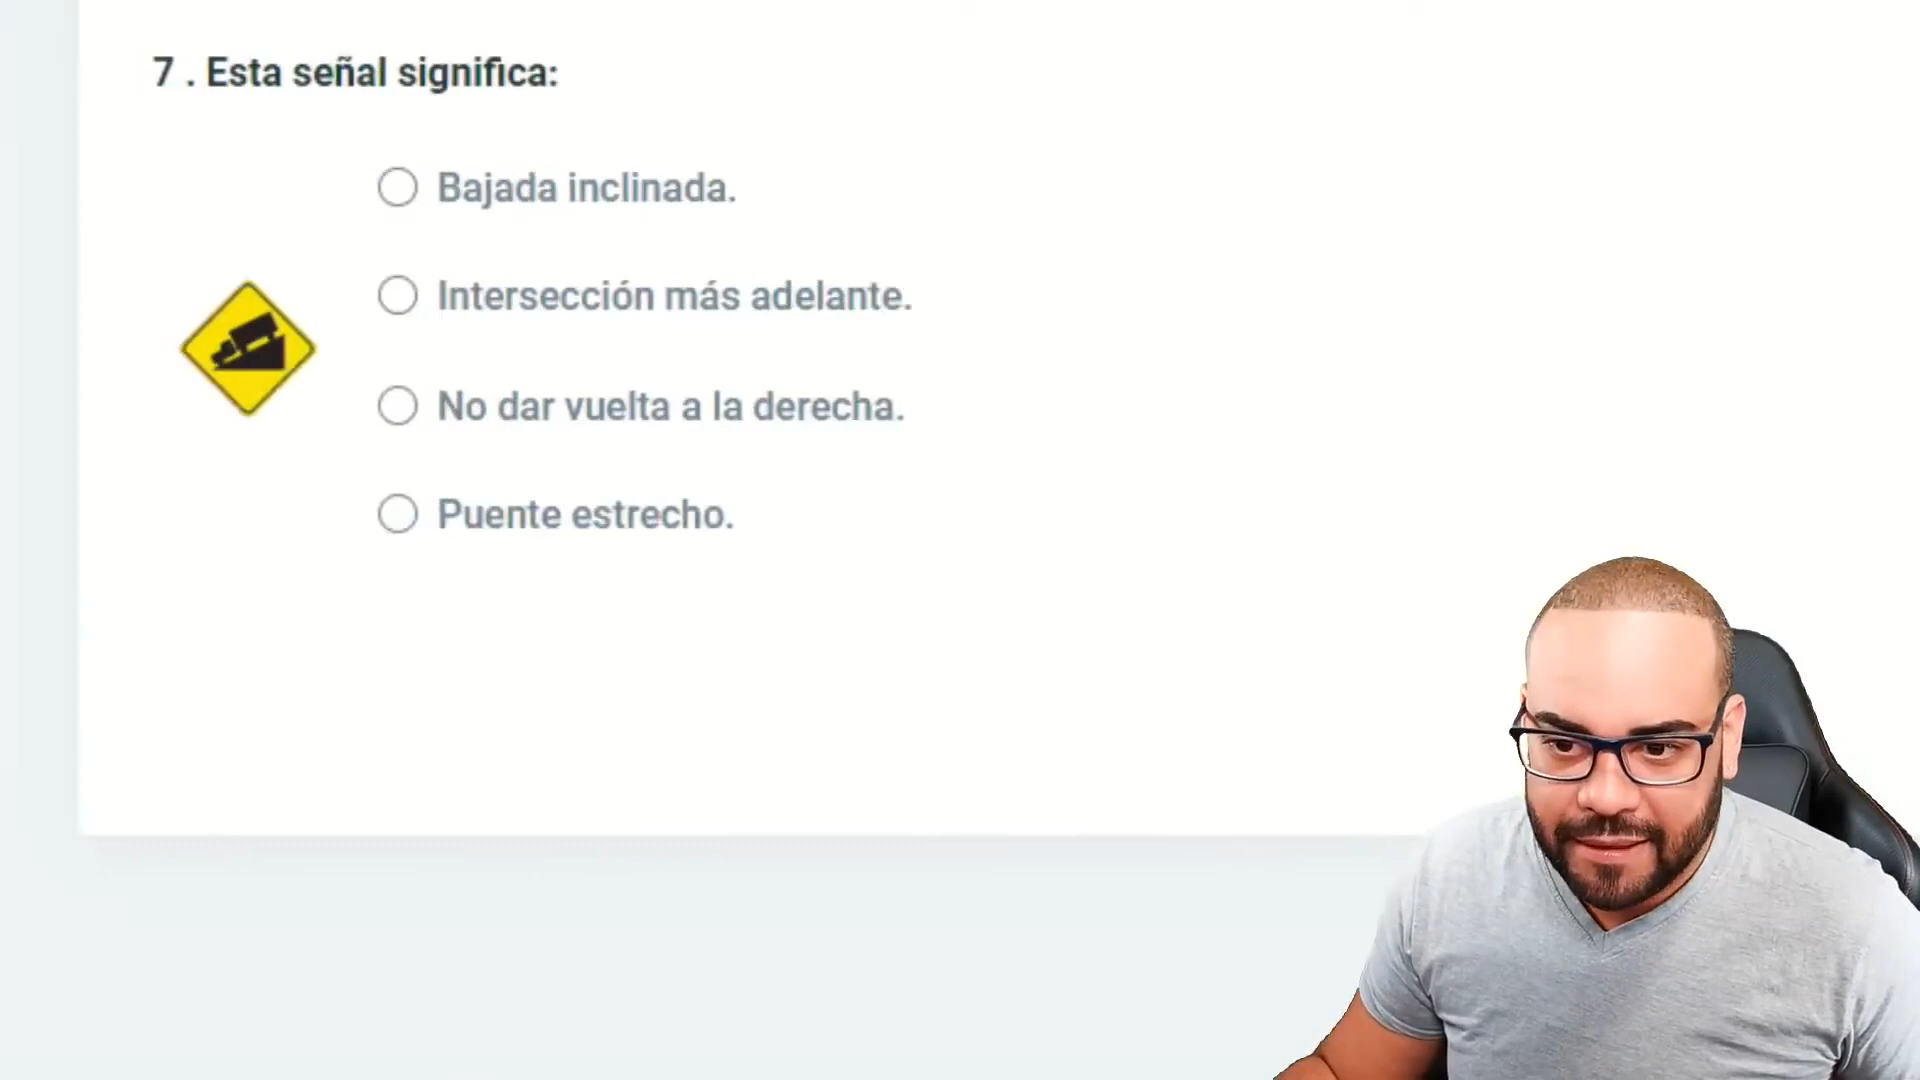 7 . Esta señal significa:
Bajada inclinada.
Intersección más adelante.
No dar vuelta a la derecha.
Puente estrecho.